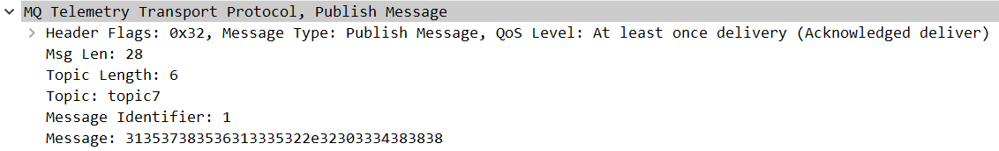 MQ Telemetry Transport Protocol, Publish Message
Header Flags: 0x32, Message Type: Publish Message, QoS Level: At least once delivery (Acknowledged deliver)
Msg Len: 28
Topic Length: 6
Topic: topic7
Message Identifier: 1
Message: 313537383536313335322e32303334383838